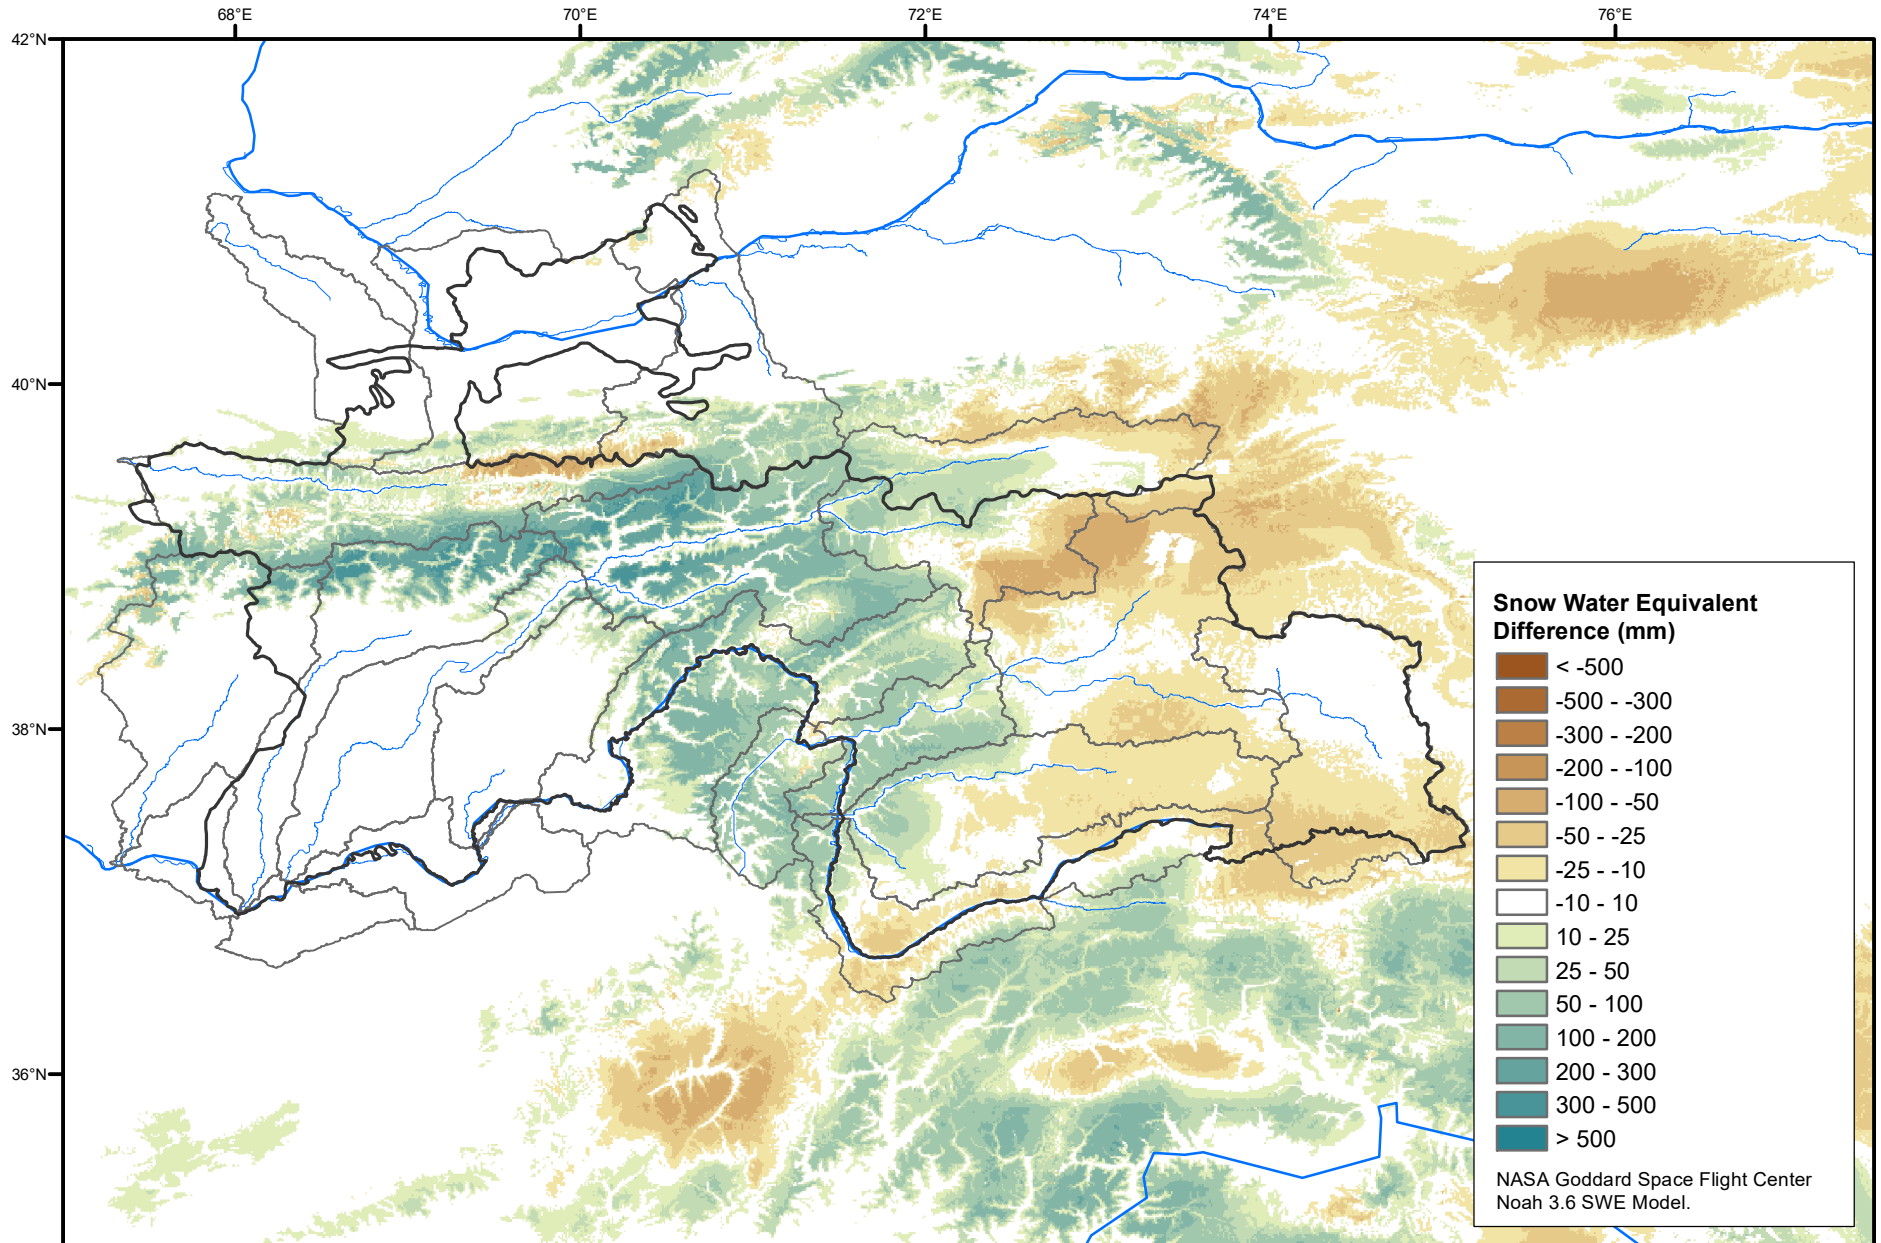 68°E 70°E 72°E 74°E 76°E
42°N
40°N
38°N
36°N
Snow Water Equivalent
Difference (mm)
< -500
-500 - -300
-300 - -200
-200 - -100
-100 - -50
-50 - -25
-25 - -10
-10 - 10
10 - 25
25 - 50
50 - 100
100 - 200
200 - 300
300 - 500
> 500
NASA Goddard Space Flight Center
Noah 3.6 SWE Model.